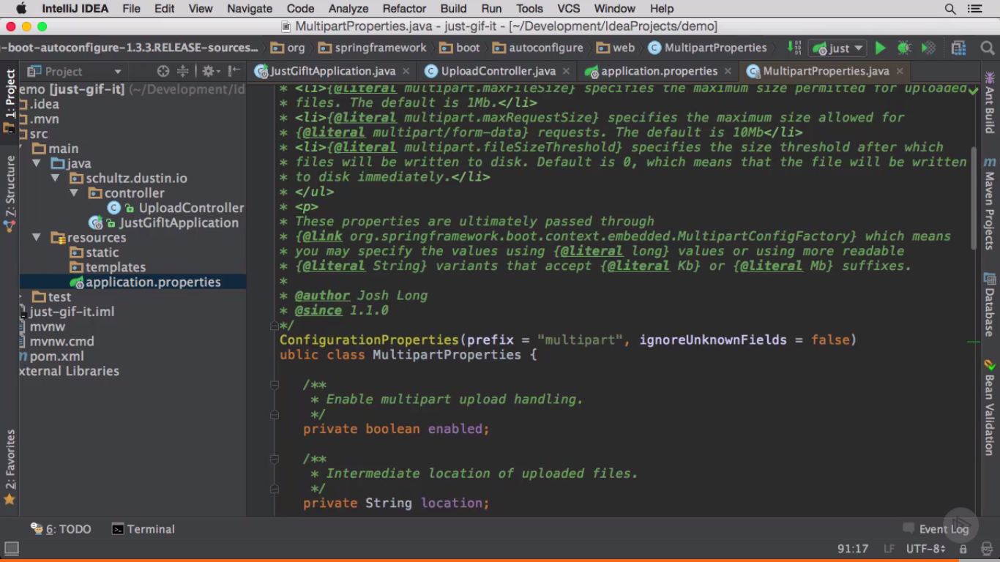 IntelliJ IDEA File Edit View Navigate Code Analyze Refactor Build Run Tools VCS Window Help
MultipartProperties.java - just-gif-it - [~/Development/IdeaProjects/demo]
-boot-autoconfigure-1.3.3.RELEASE-sources... org springframework boot autoconfigure web MultipartProperties just
Project JustGifItApplication.java UploadController.java application.properties MultipartProperties.java
1: Project
Z: Structure
2: Favorites
emo [just-gif-it] (~/Development/Id
.idea
.mvn
src
main
java
schultz.dustin.io
controller
UploadController
JustGifItApplication
resources
static
templates
application.properties
test
just-gif-it.iml
mvnw
mvnw.cmd
pom.xml
xternal Libraries
* <li>{@literal multipart.maxFileSize} specifies the maximum size permitted for uploaded
* files. The default is 1Mb.</li>
* <li>{@literal multipart.maxRequestSize} specifies the maximum size allowed for
* {@literal multipart/form-data} requests. The default is 10Mb</li>
* <li>{@literal multipart.fileSizeThreshold} specifies the size threshold after which
* files will be written to disk. Default is 0, which means that the file will be written
* to disk immediately.</li>
* </ul>
* <p>
* These properties are ultimately passed through
* {@link org.springframework.boot.context.embedded.MultipartConfigFactory} which means
* you may specify the values using {@literal long} values or using more readable
* {@literal String} variants that accept {@literal Kb} or {@literal Mb} suffixes.
*
* @author Josh Long
* @since 1.1.0
*/
ConfigurationProperties(prefix = "multipart", ignoreUnknownFields = false)
ublic class MultipartProperties {
/**
* Enable multipart upload handling.
*/
private boolean enabled;
/**
* Intermediate location of uploaded files.
*/
private String location;
Ant Build
Maven Projects
Database
Bean Validation
6: TODO Terminal Event Log
91:17 LF UTF-8